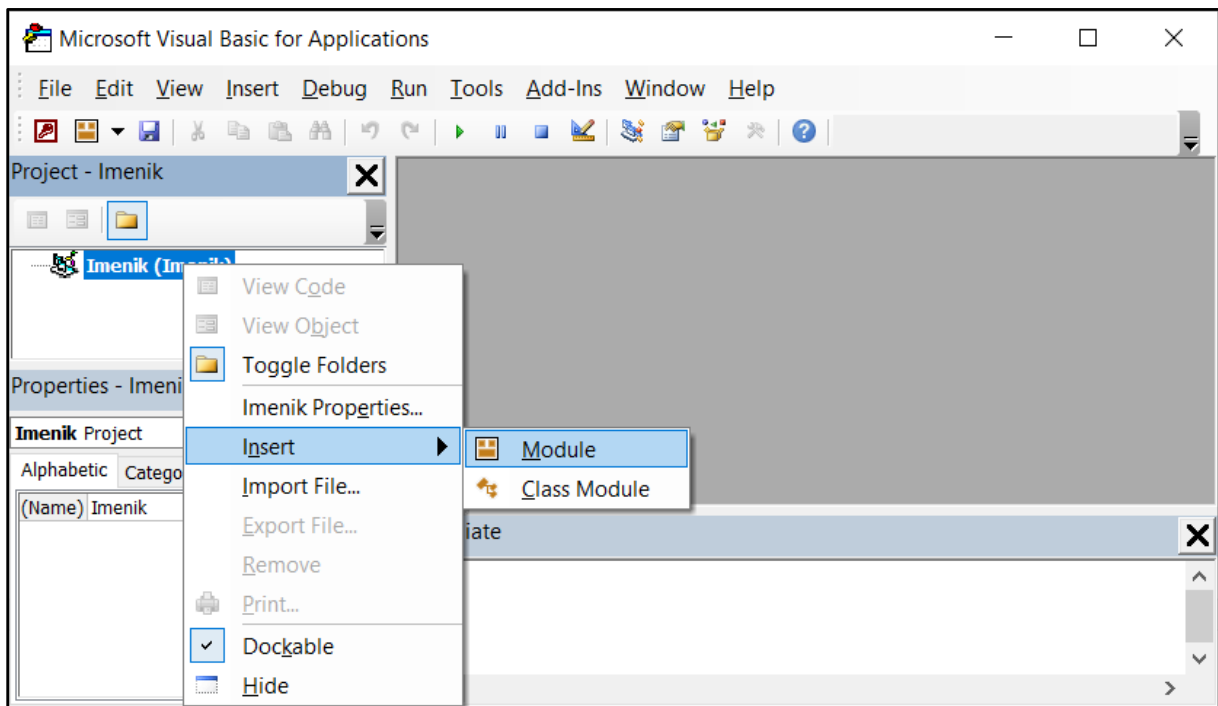 Microsoft Visual Basic for Applications
File Edit View Insert Debug Run Tools Add-Ins Window Help
Project - Imenik
Imenik (Imenik)
View Code
View Object
Toggle Folders
Properties - Imeni
Imenik Properties...
Imenik Project
Insert
Module
Alphabetic Catego
Import File...
Class Module
(Name) Imenik
Export File...
iate
Remove
Print...
Dockable
Hide